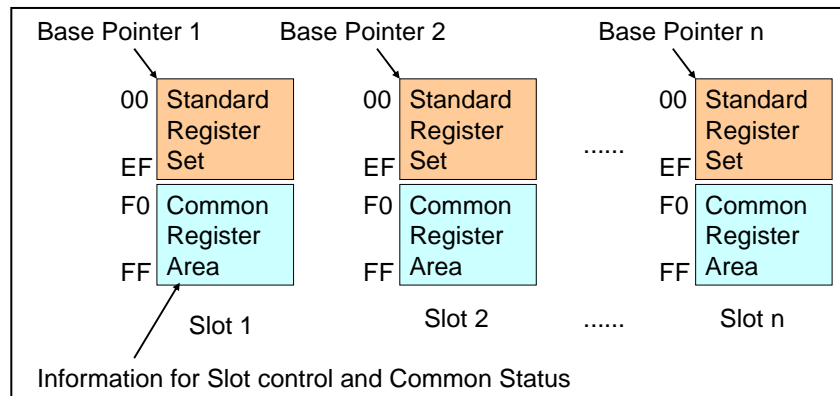 Base Pointer 1
Base Pointer 2
Base Pointer n
00 Standard
Register
EF Set
F0 Common
Register
FF Area
Slot 1
00 Standard
Register
EF Set
F0 Common
Register
FF Area
Slot 2
......
......
00 Standard
Register
EF Set
F0 Common
Register
FF Area
Slot n
Information for Slot control and Common Status